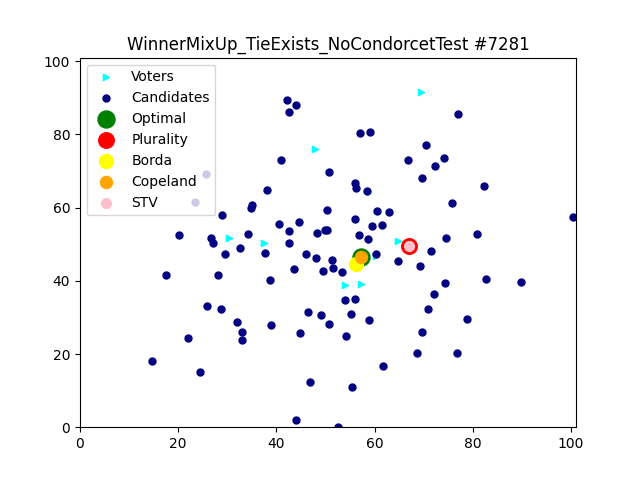 WinnerMixUp_TieExists_NoCondorcetTest #7281
100
80
60
40
20
0
0
20
40
60
80
100
Voters
Candidates
Optimal
Plurality
Borda
Copeland
STV